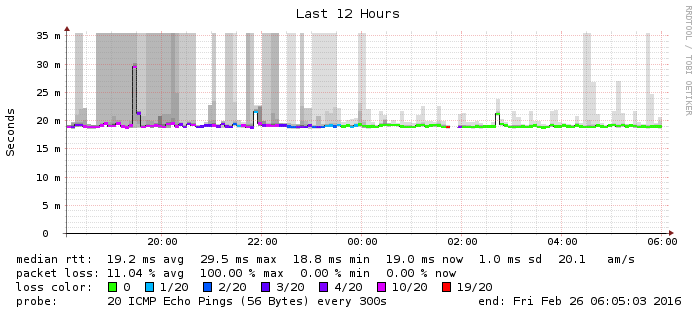 Last 12 Hours
RRDTOOL / TOBI OETIKER
Seconds
35 m
30 m
25 m
20 m
15 m
10 m
5 m
0
20:00 22:00 00:00 02:00 04:00 06:00
median rtt: 19.2 ms avg 29.5 ms max 18.8 ms min 19.0 ms now 1.0 ms sd 20.1 am/s
packet loss: 11.04 % avg 100.00 % max 0.00 % min 0.00 % now
loss color: 0 1/20 2/20 3/20 4/20 10/20 19/20
probe: 20 ICMP Echo Pings (56 Bytes) every 300s end: Fri Feb 26 06:05:03 2016